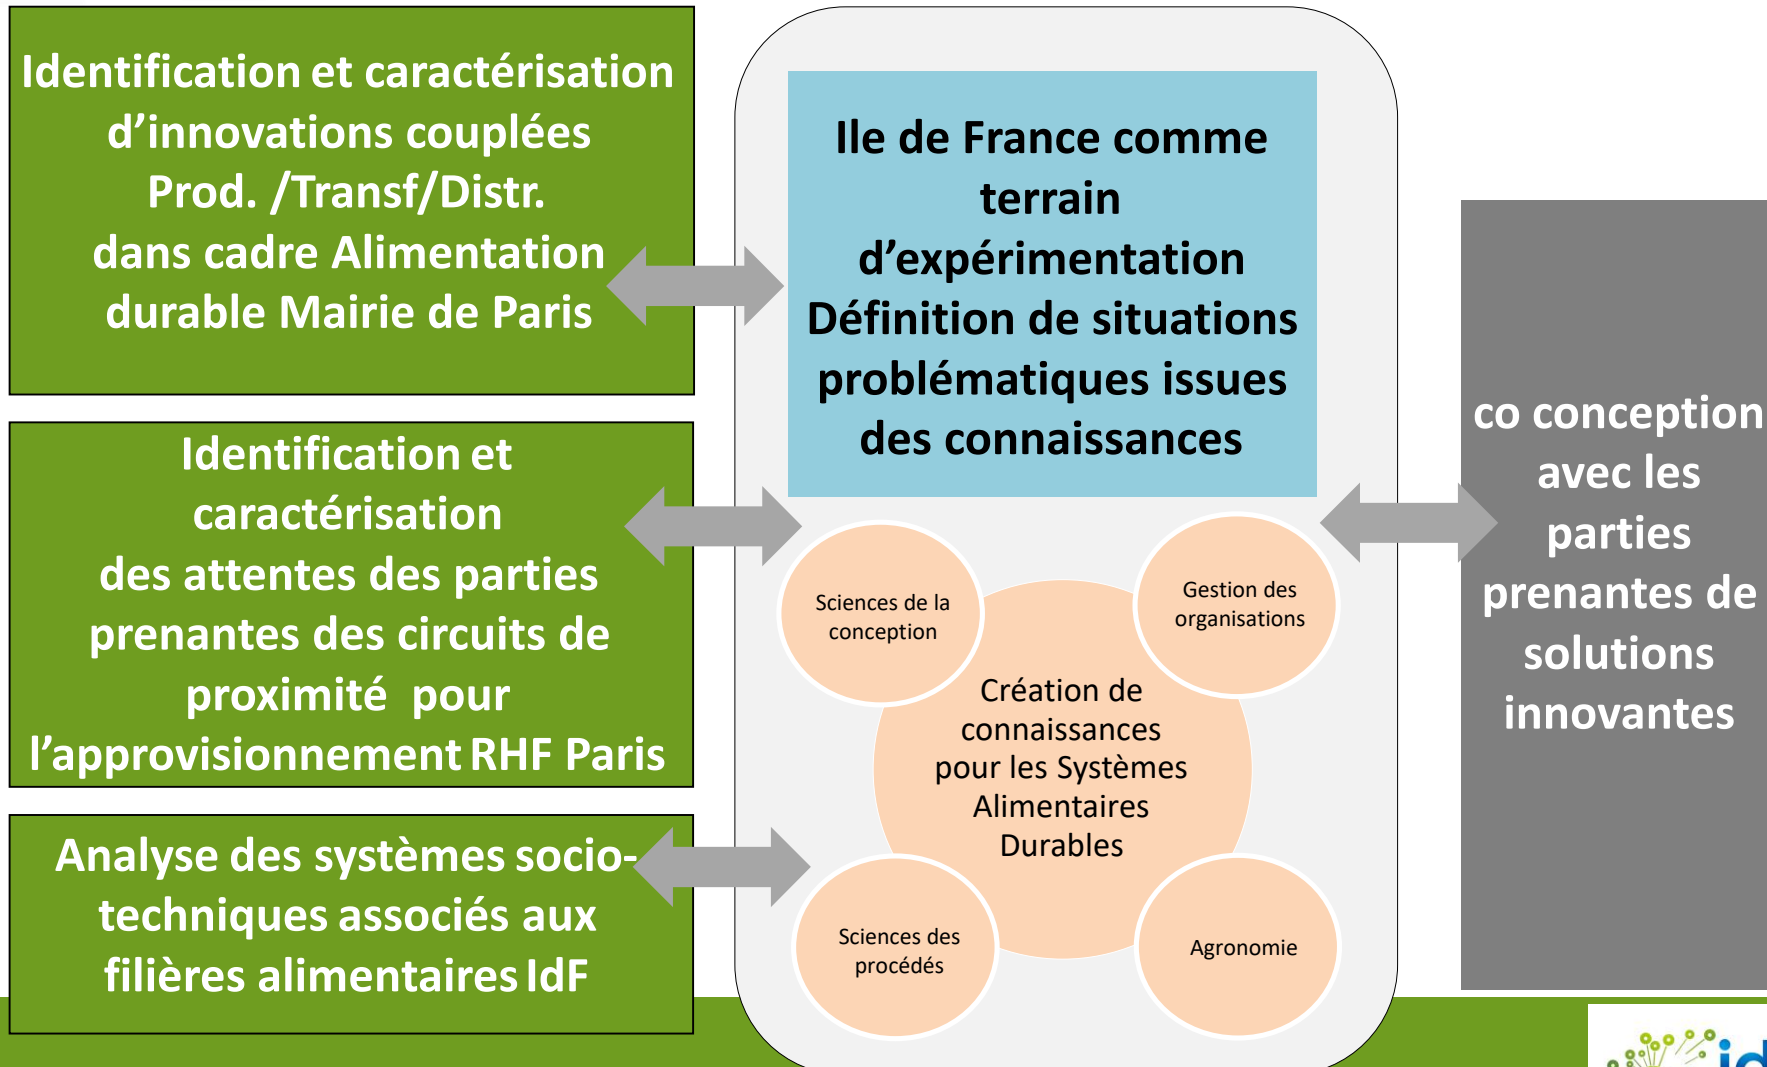 Identification et caractérisation
d’innovations couplées
Prod. /Transf/Distr.
dans cadre Alimentation
durable Mairie de Paris
Identification et
caractérisation
des attentes des parties
prenantes des circuits de
proximité pour
l’approvisionnement RHF Paris
Analyse des systèmes socio-
techniques associés aux
filières alimentaires IdF
Ile de France comme
terrain
d’expérimentation
Définition de situations
problématiques issues
des connaissances
Sciences de la
conception
Gestion des
organisations
Création de
connaissances
pour les Systèmes
Alimentaires
Durables
Sciences des
procédés
Agronomie
co conception
avec les
parties
prenantes de
solutions
innovantes